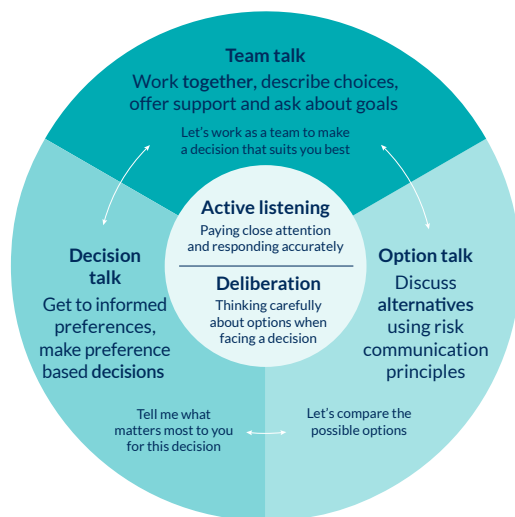 Team talk
Work together, describe choices,
offer support and ask about goals
Let's work as a team to make
a decision that suits you best
Active listening
Paying close attention
and responding accurately
Deliberation
Thinking carefully
about options when
facing a decision
Decision
talk
Get to informed
preferences,
make preference
based decisions
Tell me what
matters most to you
for this decision
Option talk
Discuss
alternatives
using risk
communication
principles
Let's compare the
possible options